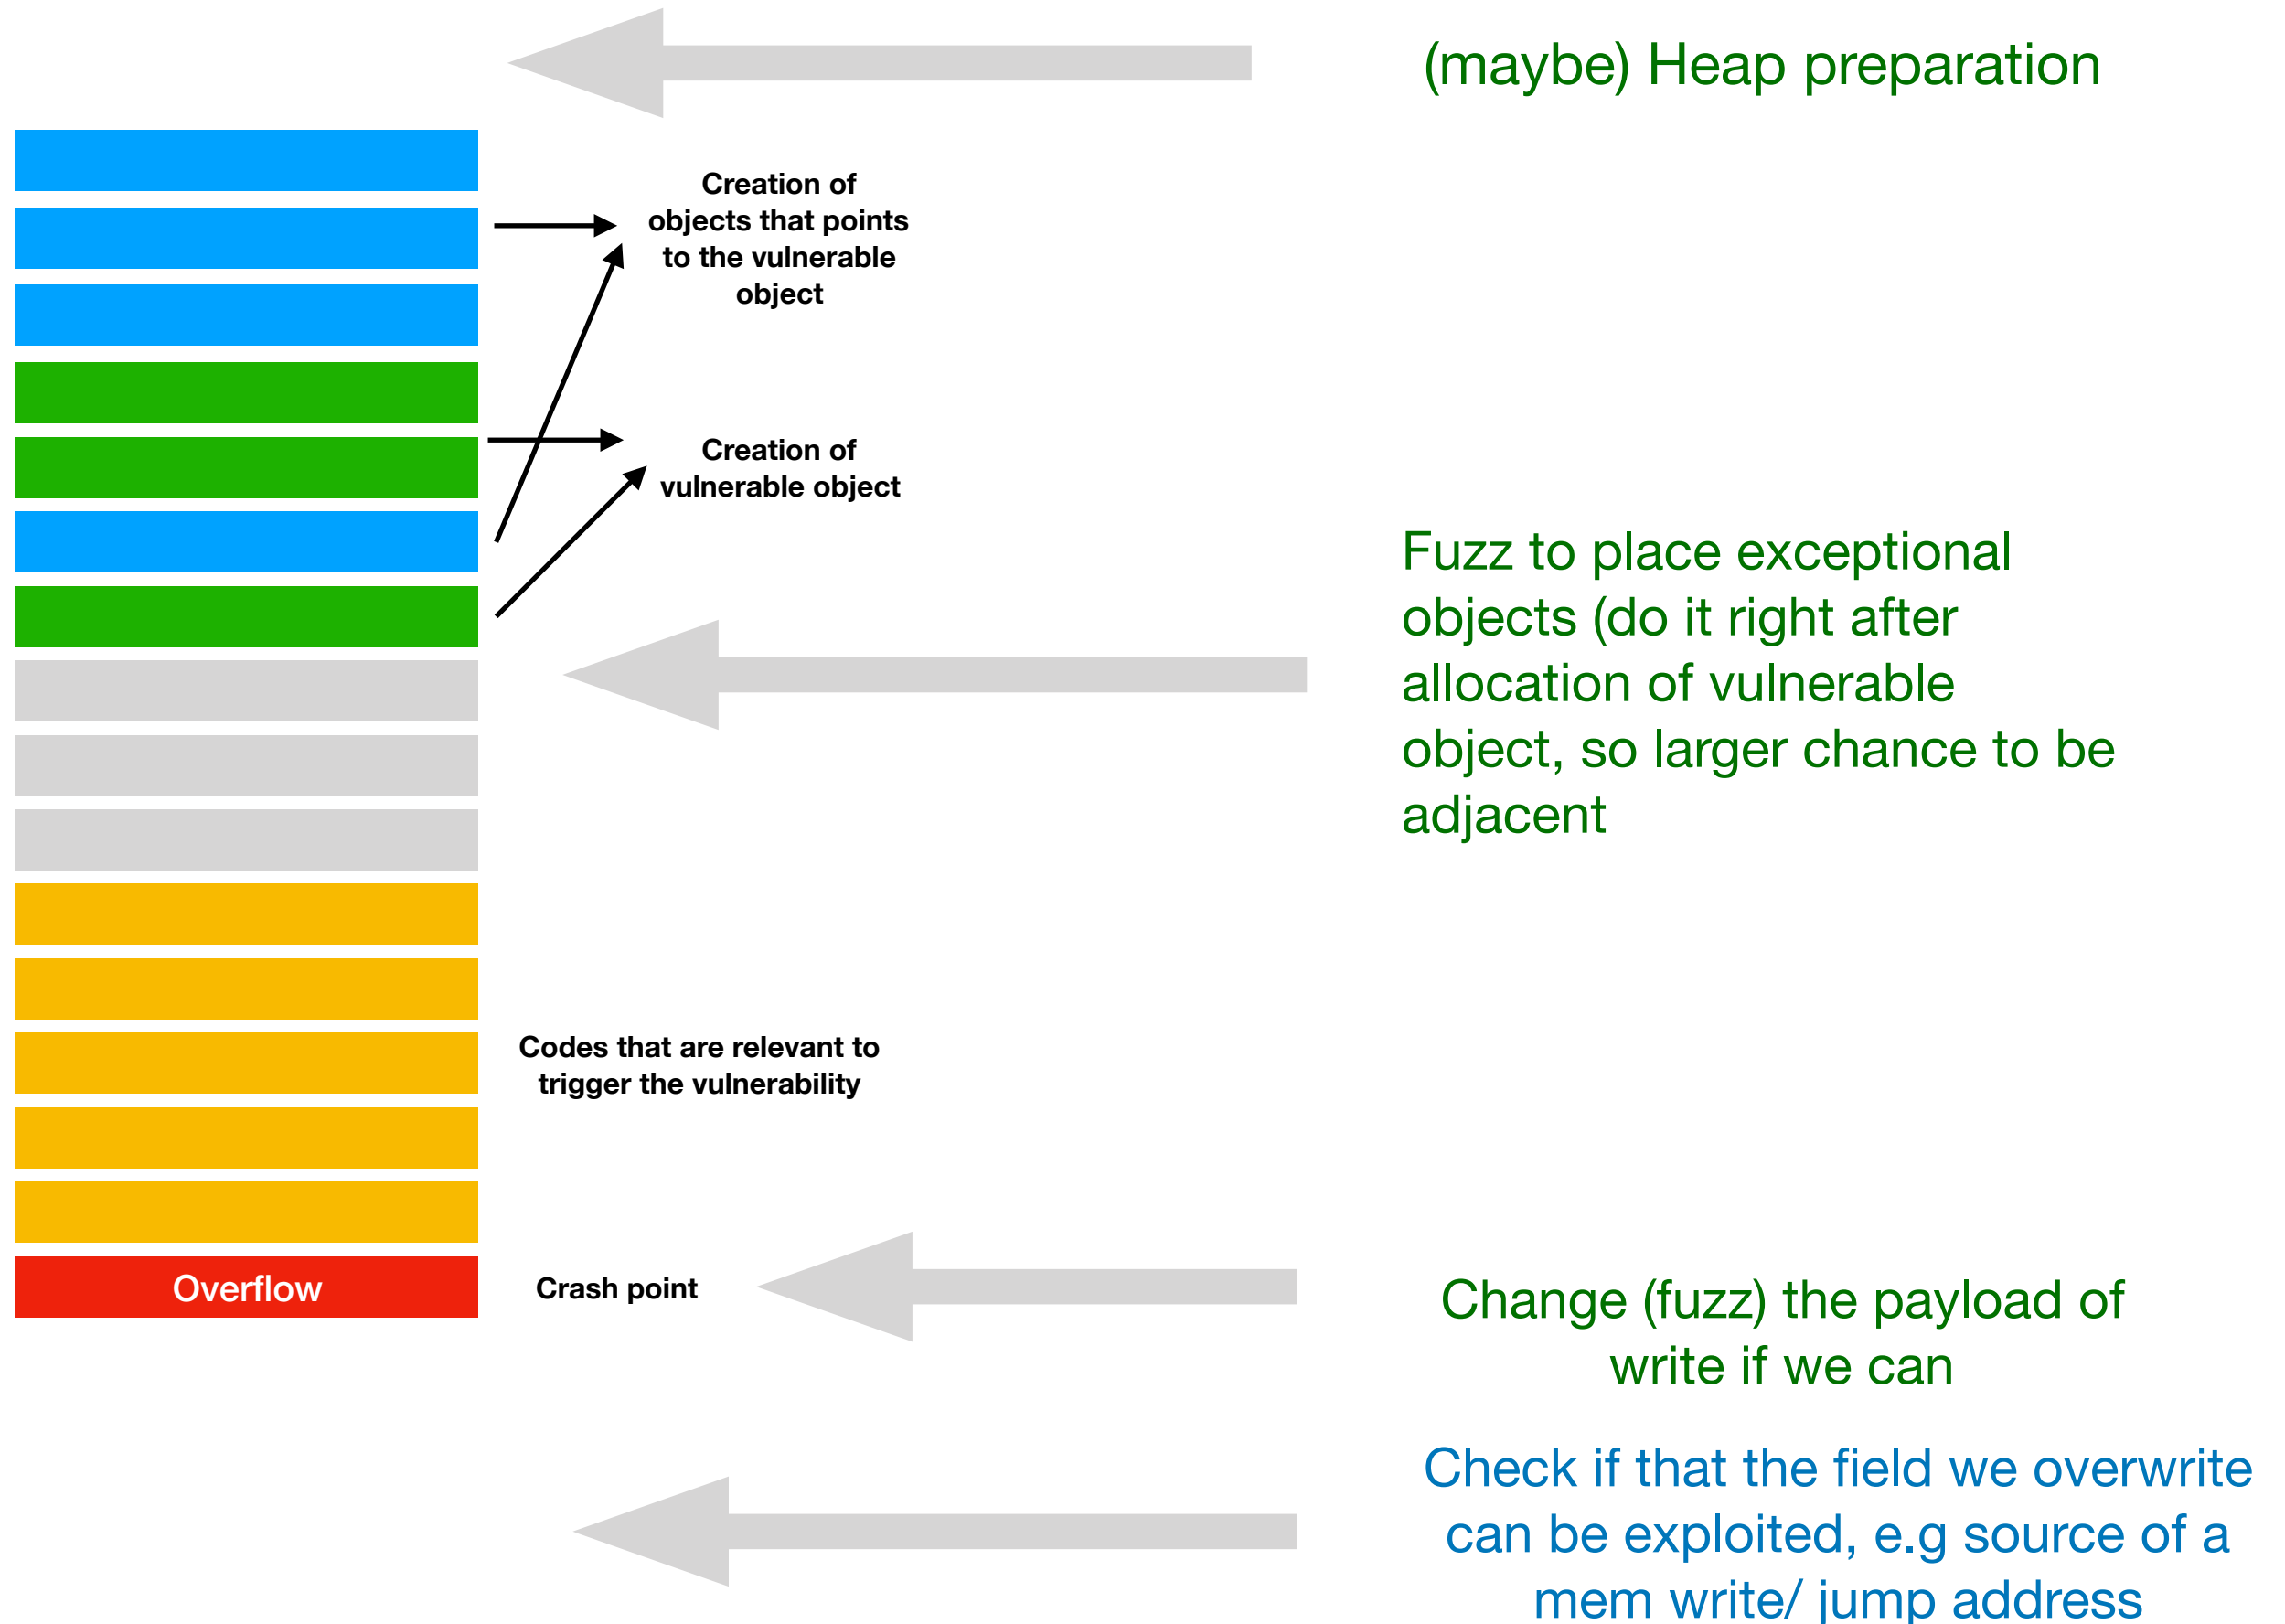 (maybe) Heap preparation
Creation of
objects that points
to the vulnerable
object
Creation of
vulnerable object
Fuzz to place exceptional
objects (do it right after
allocation of vulnerable
object, so larger chance to be
adjacent
Codes that are relevant to
trigger the vulnerability
Overflow
Crash point
Change (fuzz) the payload of
write if we can
Check if that the field we overwrite
can be exploited, e.g source of a
mem write/ jump address